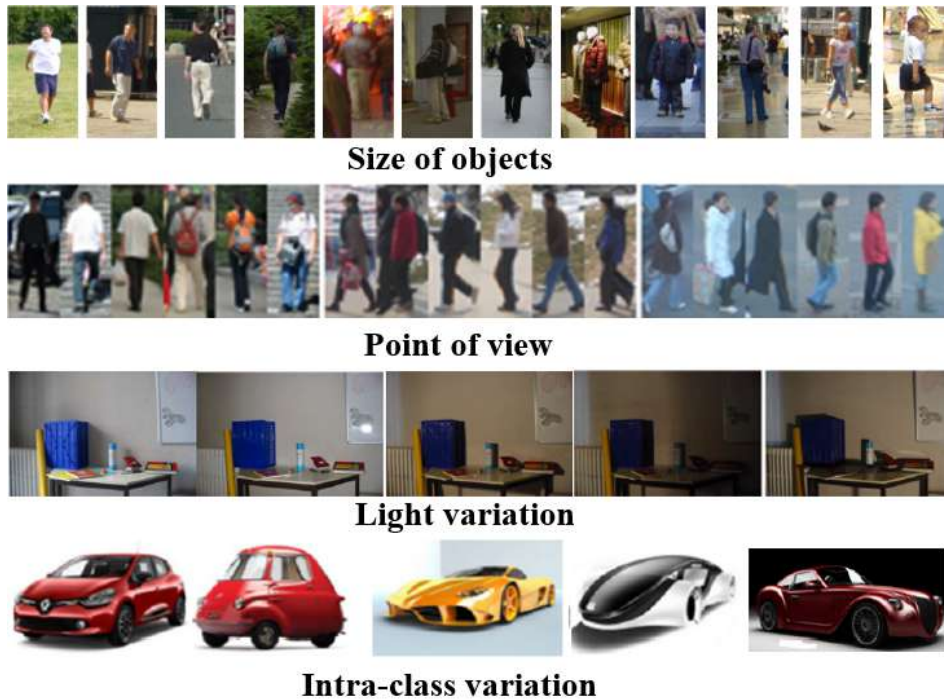 Size of objects
Point of view
Light variation
Intra-class variation